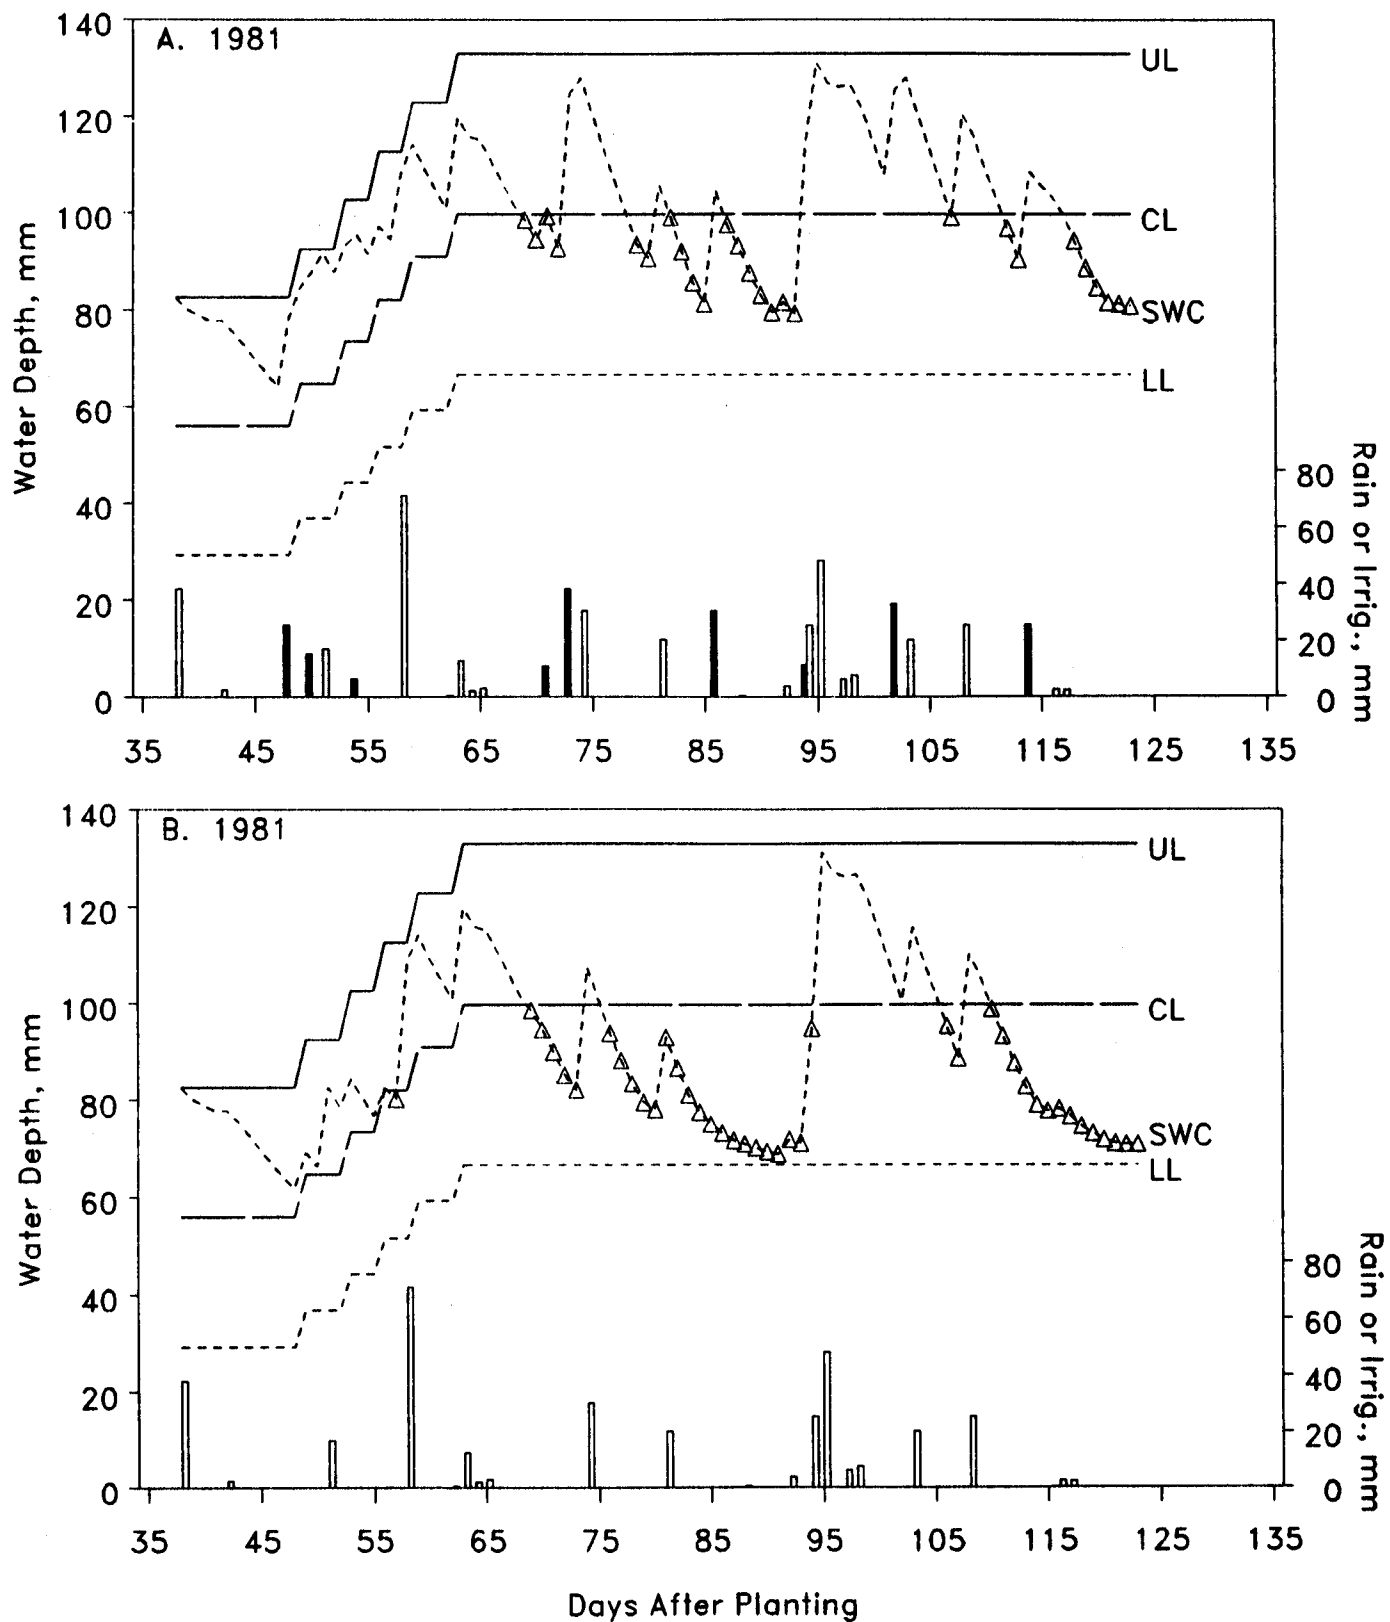 A. 1981
140
120
100
80
60
40
20
0
Water Depth, mm
UL
CL
SWC
LL
80
60
40
20
0
Rain or Irrig., mm
35 45 55 65 75 85 95 105 115 125 135
B. 1981
140
120
100
80
60
40
20
0
Water Depth, mm
UL
CL
SWC
LL
80
60
40
20
0
Rain or Irrig., mm
35 45 55 65 75 85 95 105 115 125 135
Days After Planting